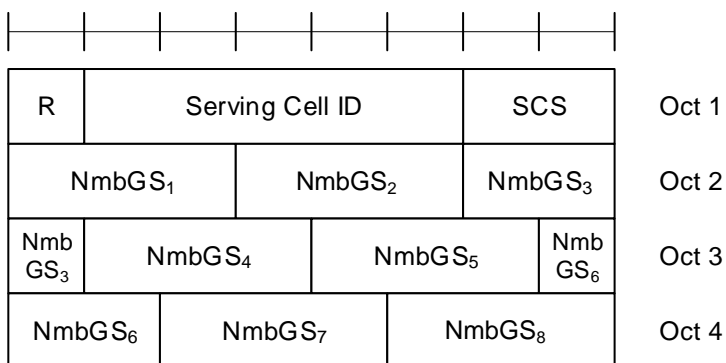 R Serving Cell ID SCS Oct 1
NmbGS₁ NmbGS₂ NmbGS₃ Oct 2
Nmb GS₃ NmbGS₄ NmbGS₅ Nmb GS₆ Oct 3
NmbGS₆ NmbGS₇ NmbGS₈ Oct 4